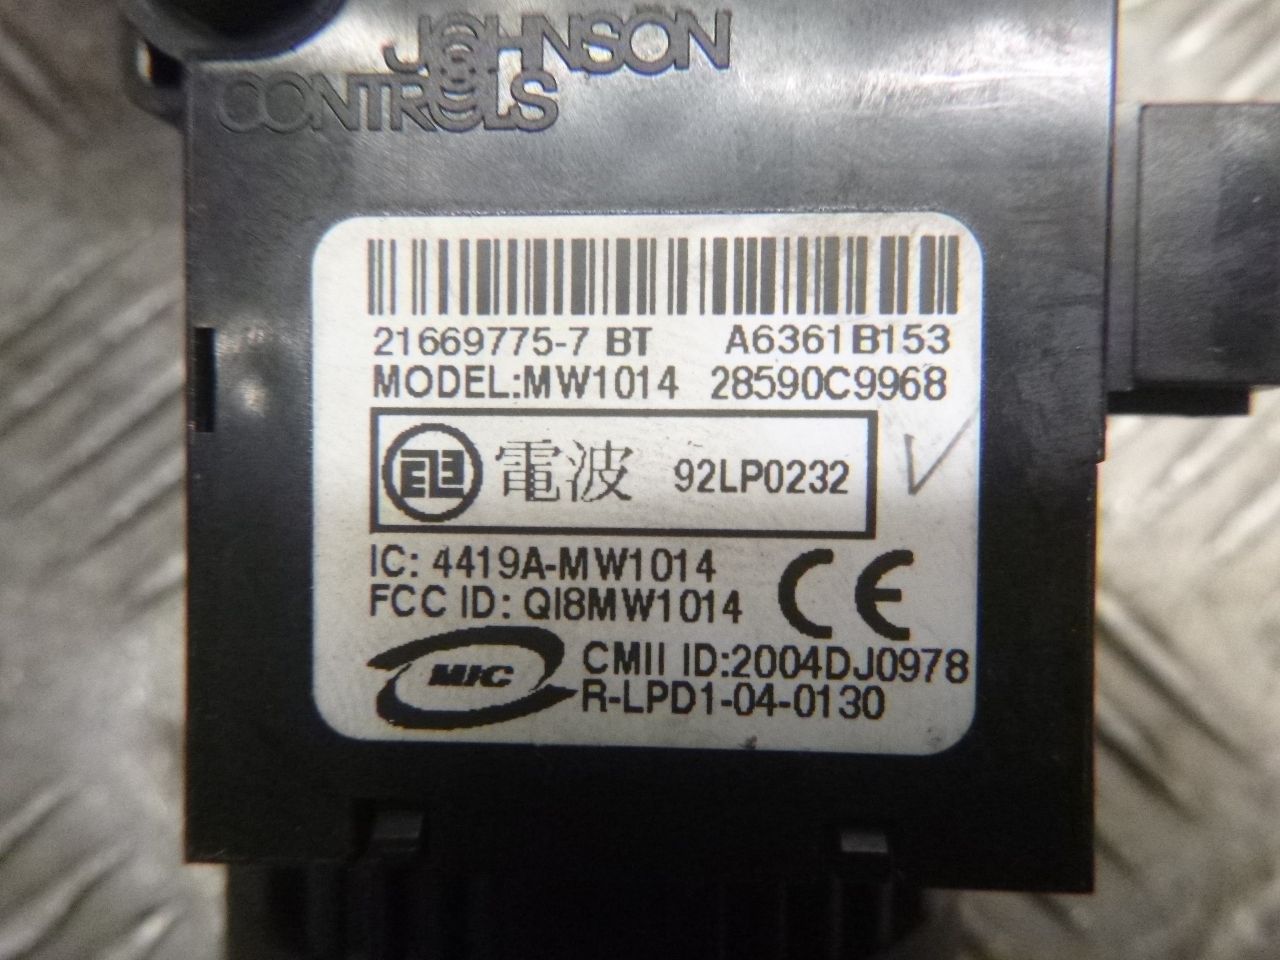 JOHNSON
CONTROLS
21669775-7 BT A6361B153
MODEL:MW1014 28590C9968
電波 92LP0232
IC: 4419A-MW1014
FCC ID: QI8MW1014
CE
MIC CMII ID:2004DJ0978
R-LPD1-04-0130